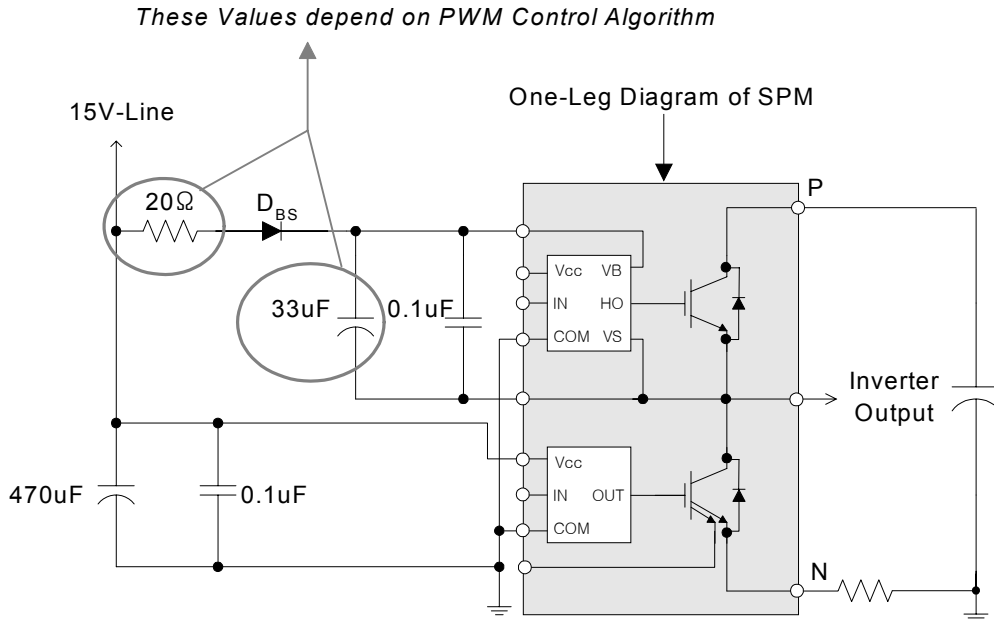 These Values depend on PWM Control Algorithm
One-Leg Diagram of SPM
15V-Line
P
20Ω
DBS
Vcc VB
33uF
0.1uF
IN HO
COM VS
Inverter
Output
Vcc
470uF
0.1uF
IN OUT
COM
N